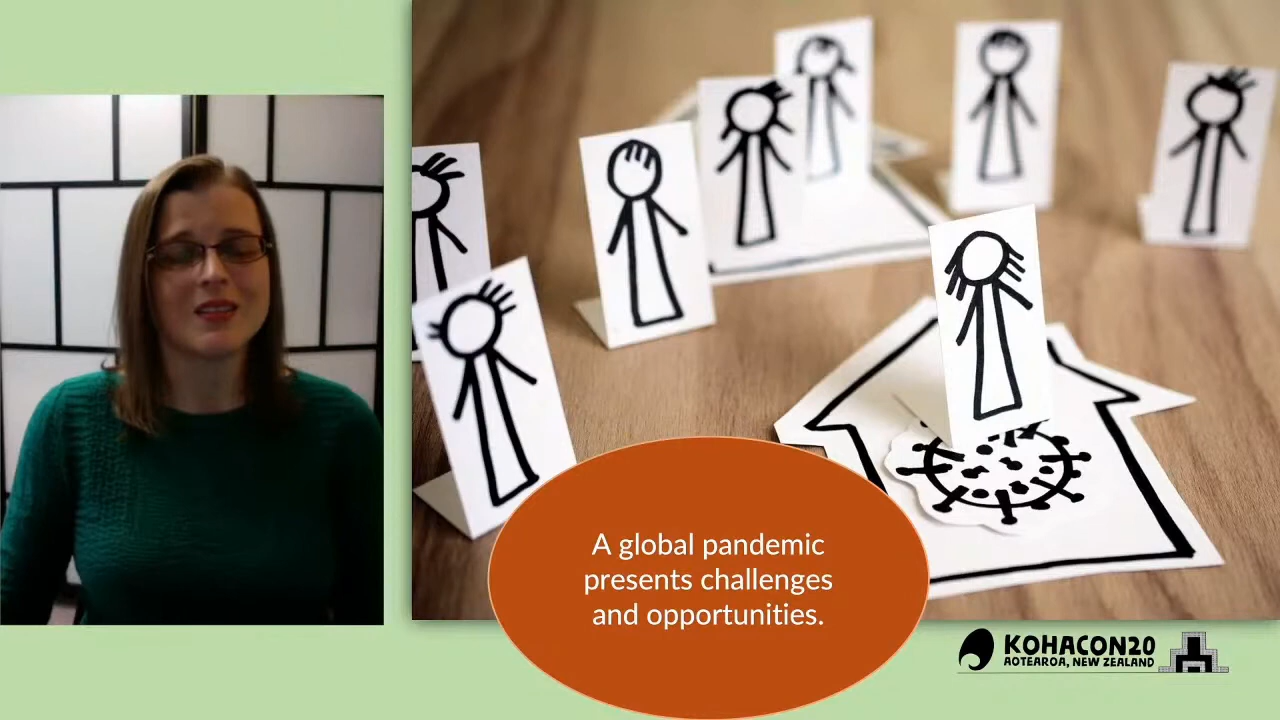 A global pandemic
presents challenges
and opportunities.
KOHACON20
AOTEAROA, NEW ZEALAND